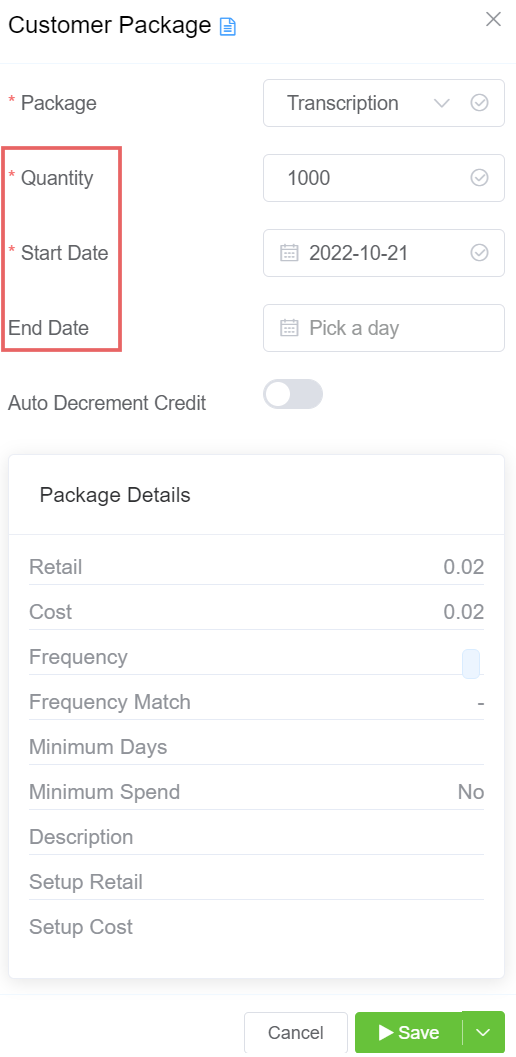 Customer Package
* Package Transcription
* Quantity 1000
* Start Date 2022-10-21
End Date Pick a day
Auto Decrement Credit
Package Details
Retail 0.02
Cost 0.02
Frequency
Frequency Match -
Minimum Days
Minimum Spend No
Description
Setup Retail
Setup Cost
Cancel Save